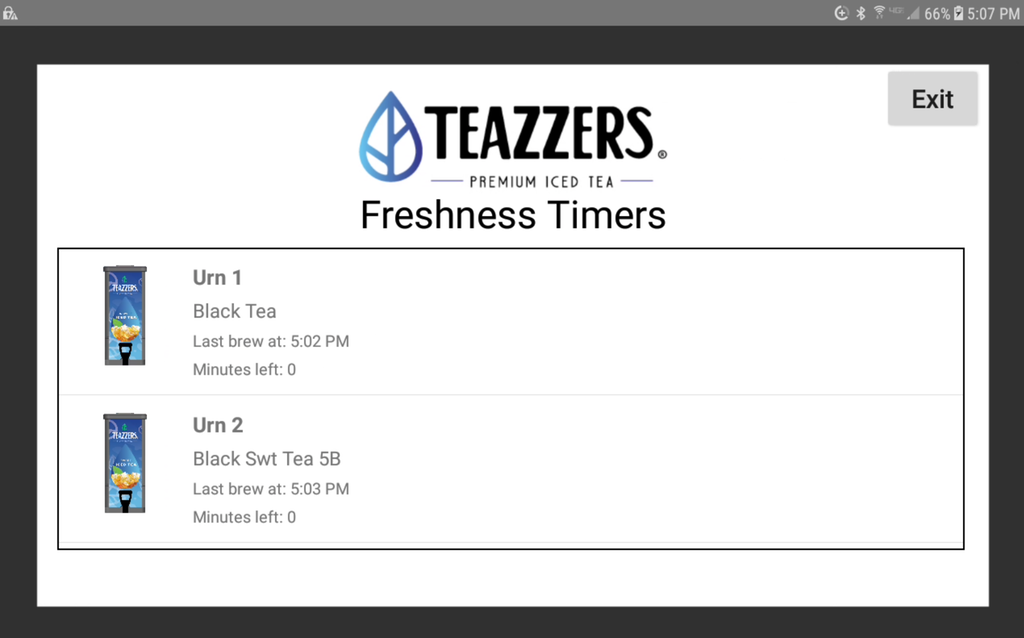 66% 5:07 PM
Exit
TEAZZERS®
PREMIUM ICED TEA
Freshness Timers
TEAZZERS
Urn 1
Black Tea
Last brew at: 5:02 PM
Minutes left: 0
TEAZZERS
ICED TEA
Urn 2
Black Swt Tea 5B
Last brew at: 5:03 PM
Minutes left: 0